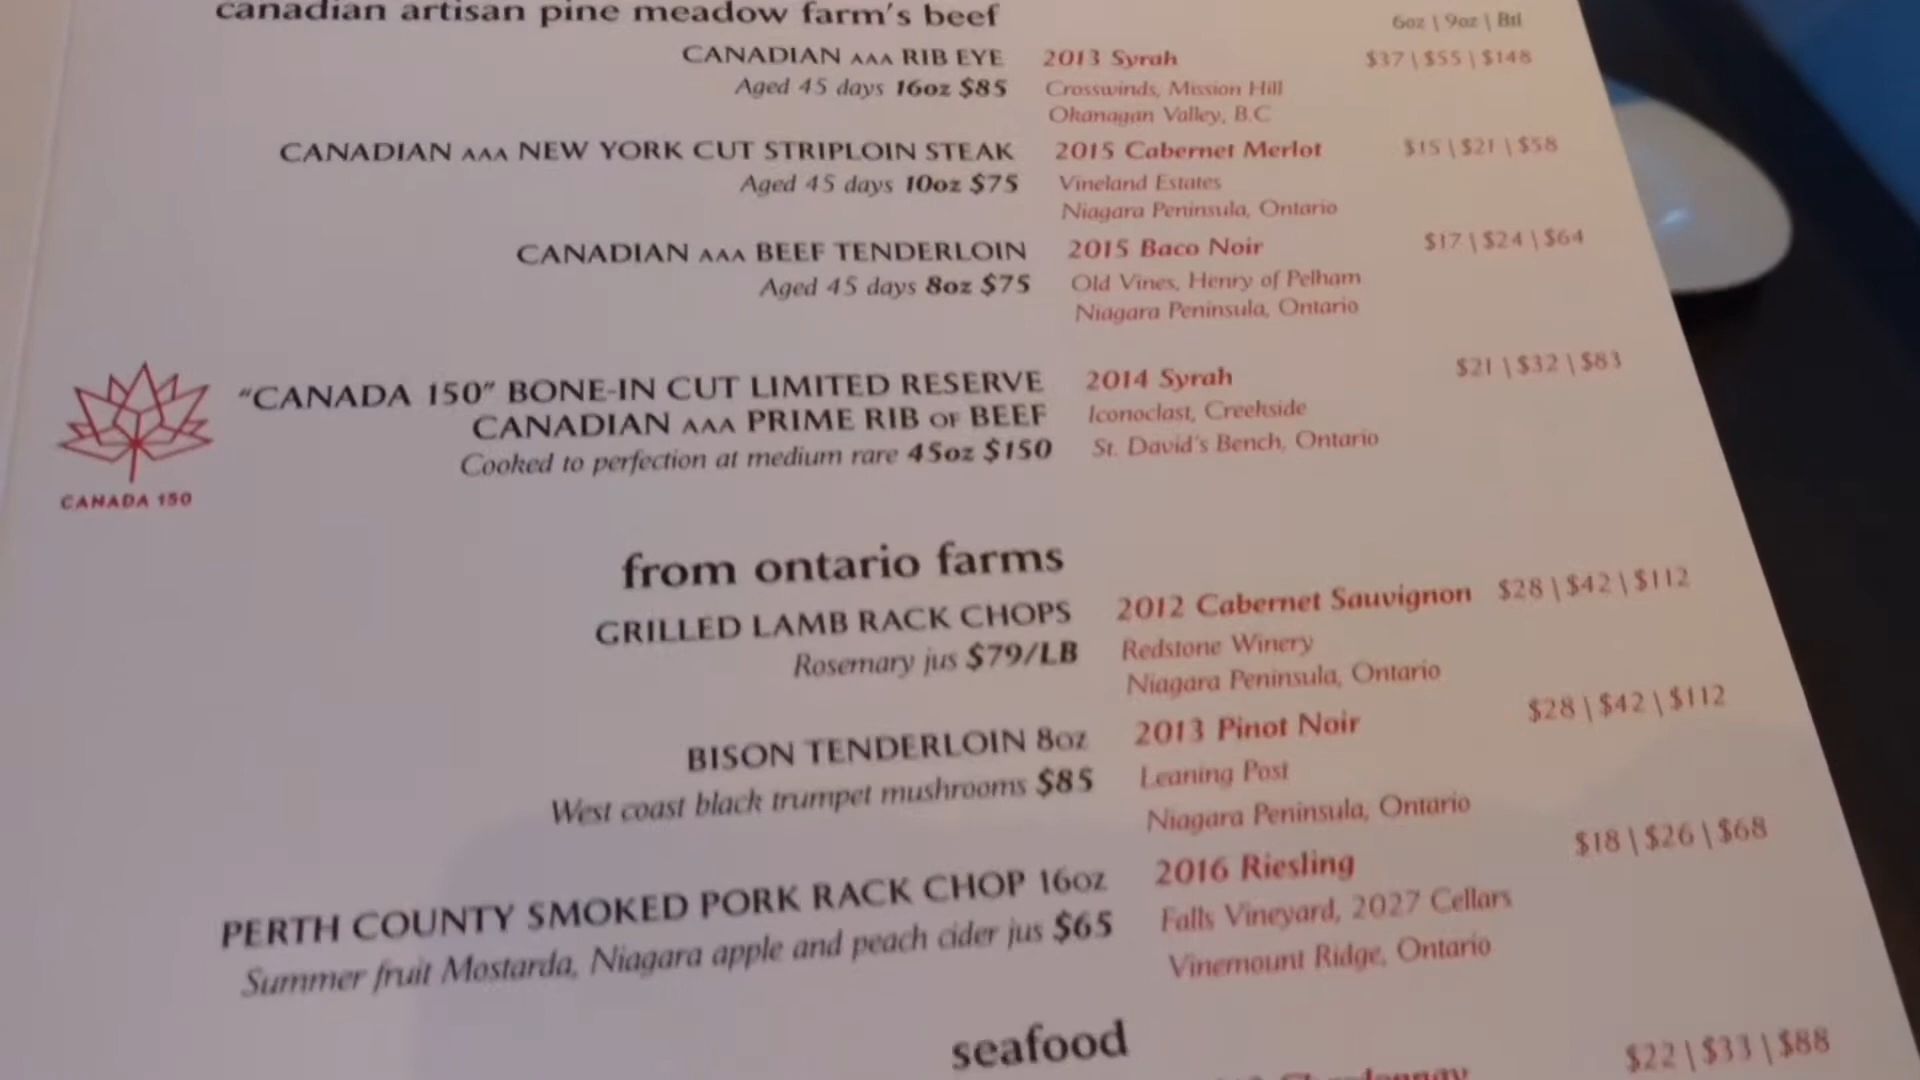 canadian artisan pine meadow farm's beef
6oz | 9oz | Btl
CANADIAN AAA RIB EYE
Aged 45 days 16oz $85
2013 Syrah
$37 | $55 | $148
Crosswinds, Mission Hill
Okanagan Valley, B.C
CANADIAN AAA NEW YORK CUT STRIPLOIN STEAK
Aged 45 days 10oz $75
2015 Cabernet Merlot
$15 | $21 | $58
Vineland Estates
Niagara Peninsula, Ontario
CANADIAN AAA BEEF TENDERLOIN
Aged 45 days 8oz $75
2015 Baco Noir
$17 | $24 | $64
Old Vines, Henry of Pelham
Niagara Peninsula, Ontario
CANADA 150
"CANADA 150" BONE-IN CUT LIMITED RESERVE
CANADIAN AAA PRIME RIB OF BEEF
Cooked to perfection at medium rare 45oz $150
2014 Syrah
$21 | $32 | $83
Iconoclast, Creekside
St. David's Bench, Ontario
from ontario farms
GRILLED LAMB RACK CHOPS
Rosemary jus $79/LB
2012 Cabernet Sauvignon
$28 | $42 | $112
Redstone Winery
Niagara Peninsula, Ontario
BISON TENDERLOIN 8oz
West coast black trumpet mushrooms $85
2013 Pinot Noir
$28 | $42 | $112
Leaning Post
Niagara Peninsula, Ontario
PERTH COUNTY SMOKED PORK RACK CHOP 16oz
Summer fruit Mostarda, Niagara apple and peach cider jus $65
2016 Riesling
$18 | $26 | $68
Falls Vineyard, 2027 Cellars
Vinemount Ridge, Ontario
seafood
$22 | $33 | $88